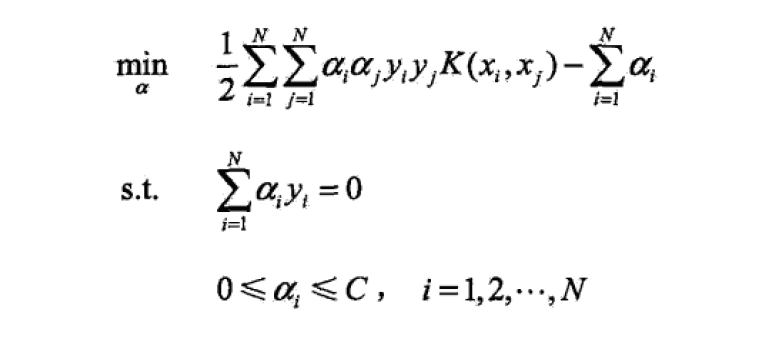 min_α 1/2 ∑_{i=1}^{N} ∑_{j=1}^{N} α_i α_j y_i y_j K(x_i, x_j) − ∑_{i=1}^{N} α_i
s.t. ∑_{i=1}^{N} α_i y_i = 0
0 ⩽ α_i ⩽ C， i = 1,2,⋯,N